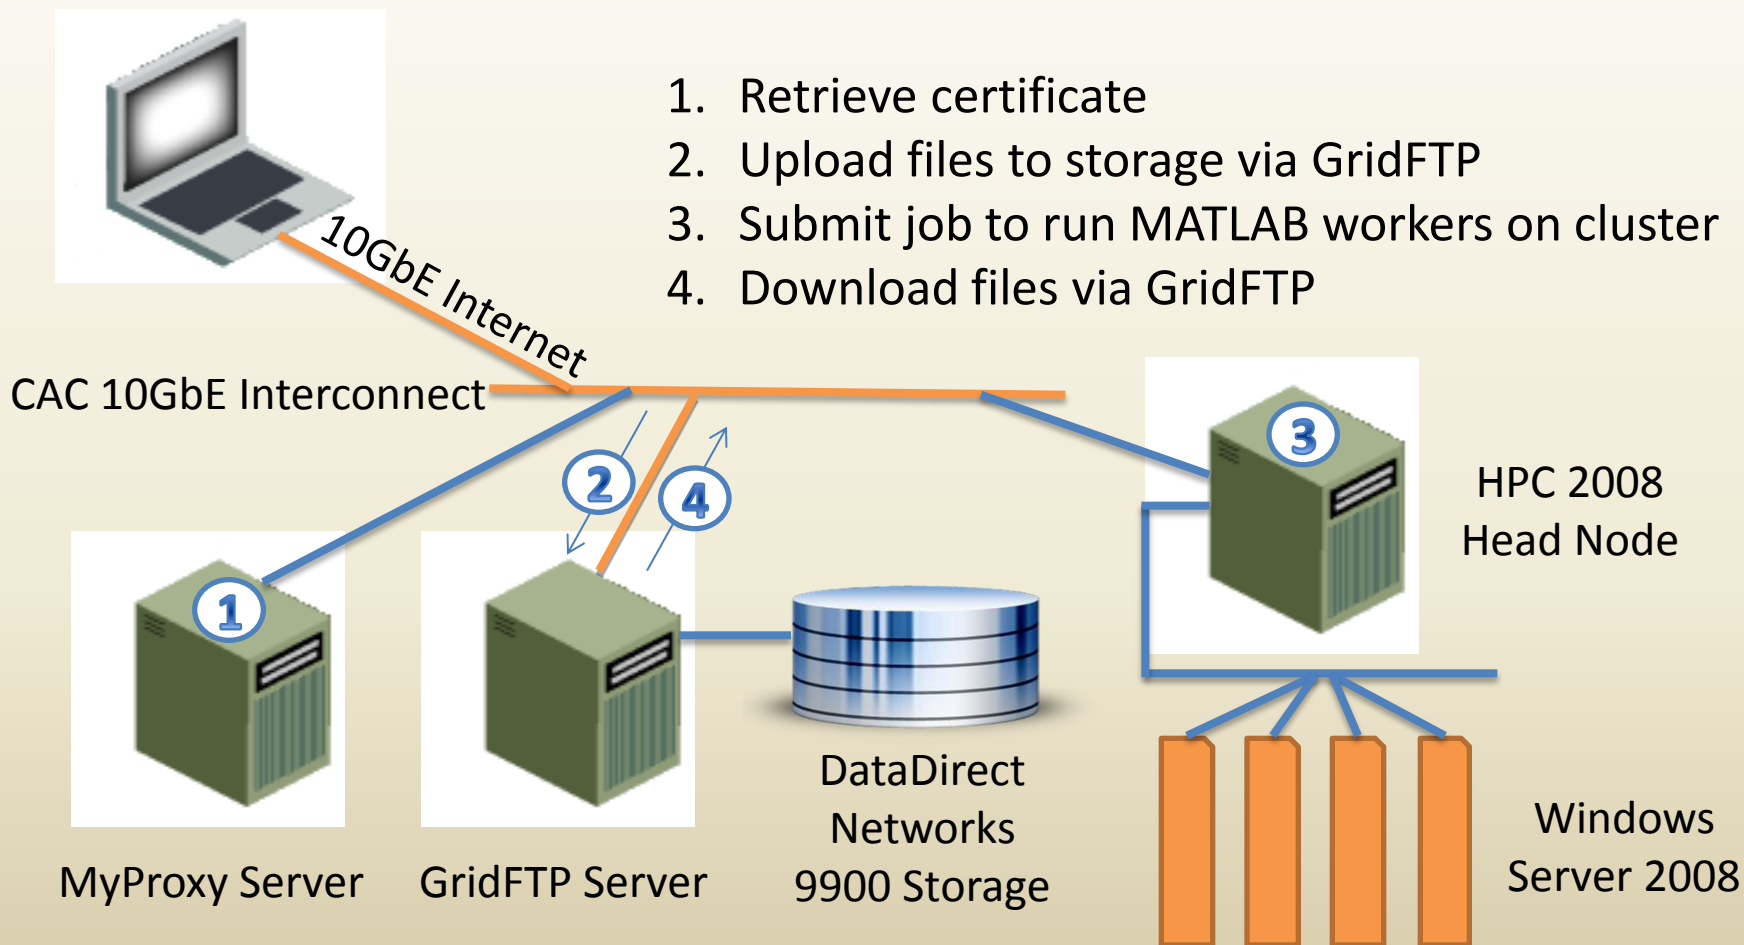 1. Retrieve certificate
2. Upload files to storage via GridFTP
3. Submit job to run MATLAB workers on cluster
4. Download files via GridFTP
10GbE Internet
CAC 10GbE Interconnect
2
4
3
HPC 2008
Head Node
1
MyProxy Server
GridFTP Server
DataDirect
Networks
9900 Storage
Windows
Server 2008